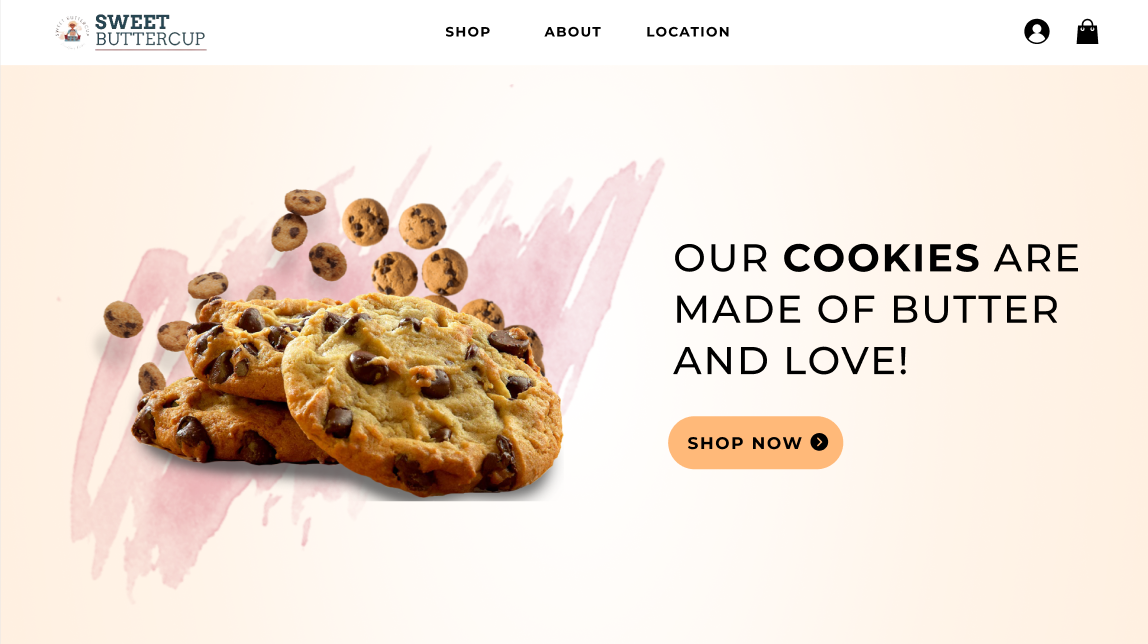 SWEET
BUTTERCUP
SHOP
ABOUT
LOCATION
OUR COOKIES ARE
MADE OF BUTTER
AND LOVE!
SHOP NOW